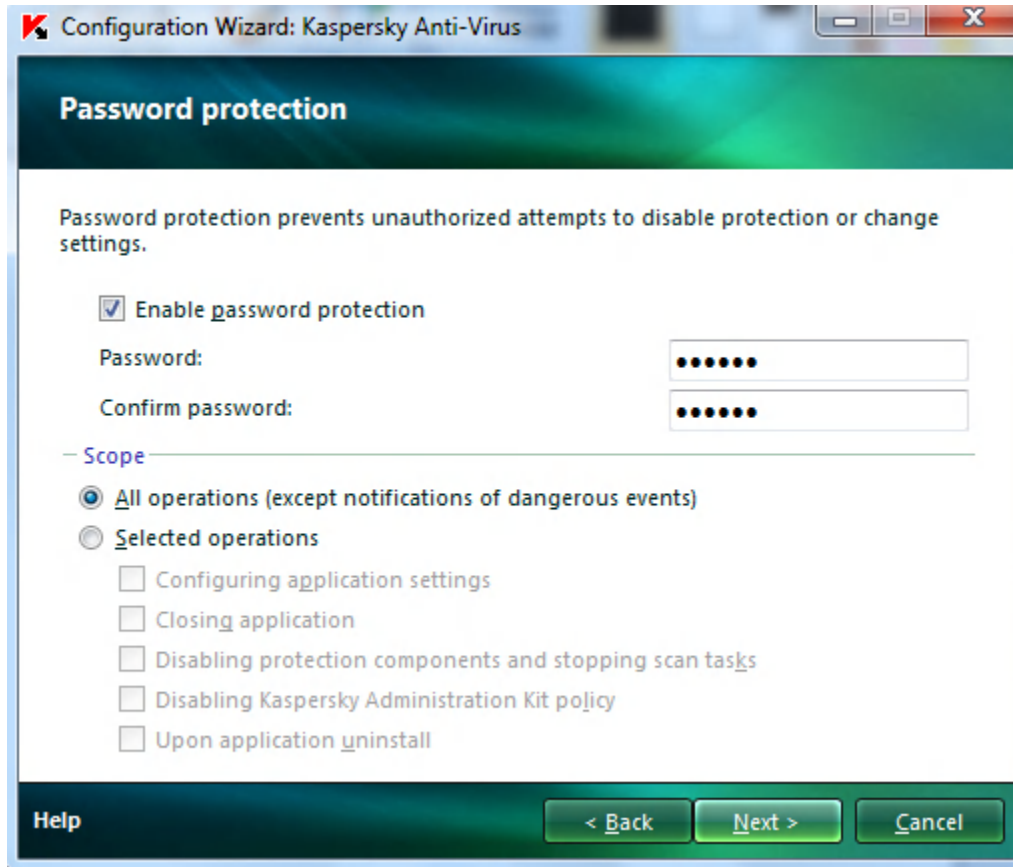 Configuration Wizard: Kaspersky Anti-Virus
Password protection
Password protection prevents unauthorized attempts to disable protection or change
settings.
Enable password protection
Password: ••••••
Confirm password: ••••••
Scope
All operations (except notifications of dangerous events)
Selected operations
Configuring application settings
Closing application
Disabling protection components and stopping scan tasks
Disabling Kaspersky Administration Kit policy
Upon application uninstall
Help < Back Next > Cancel